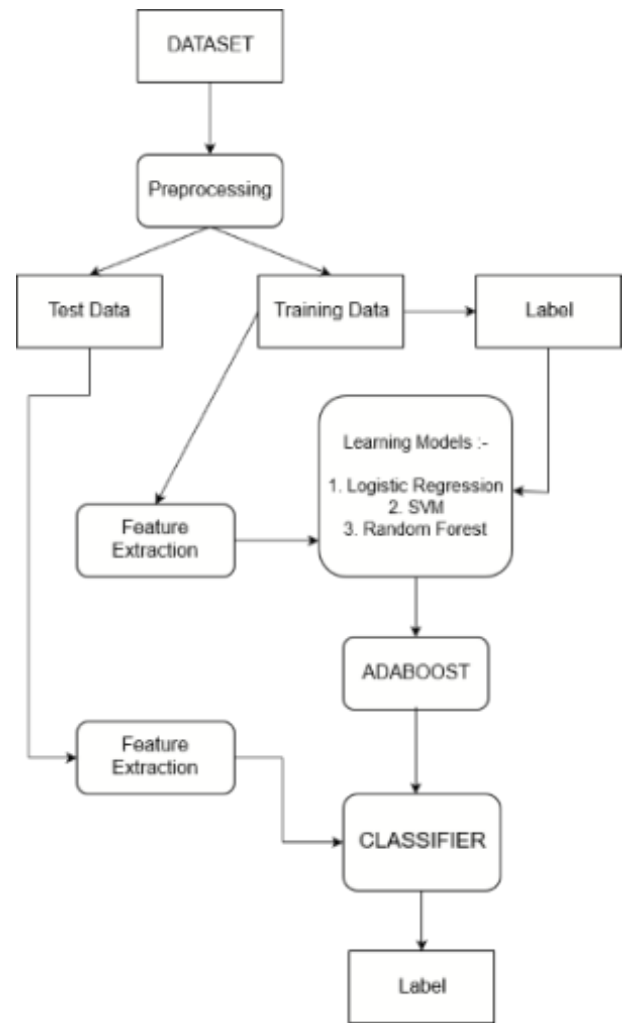 DATASET
Preprocessing
Test Data
Training Data
Label
Learning Models :-
1. Logistic Regression
2. SVM
3. Random Forest
Feature
Extraction
ADABOOST
Feature
Extraction
CLASSIFIER
Label